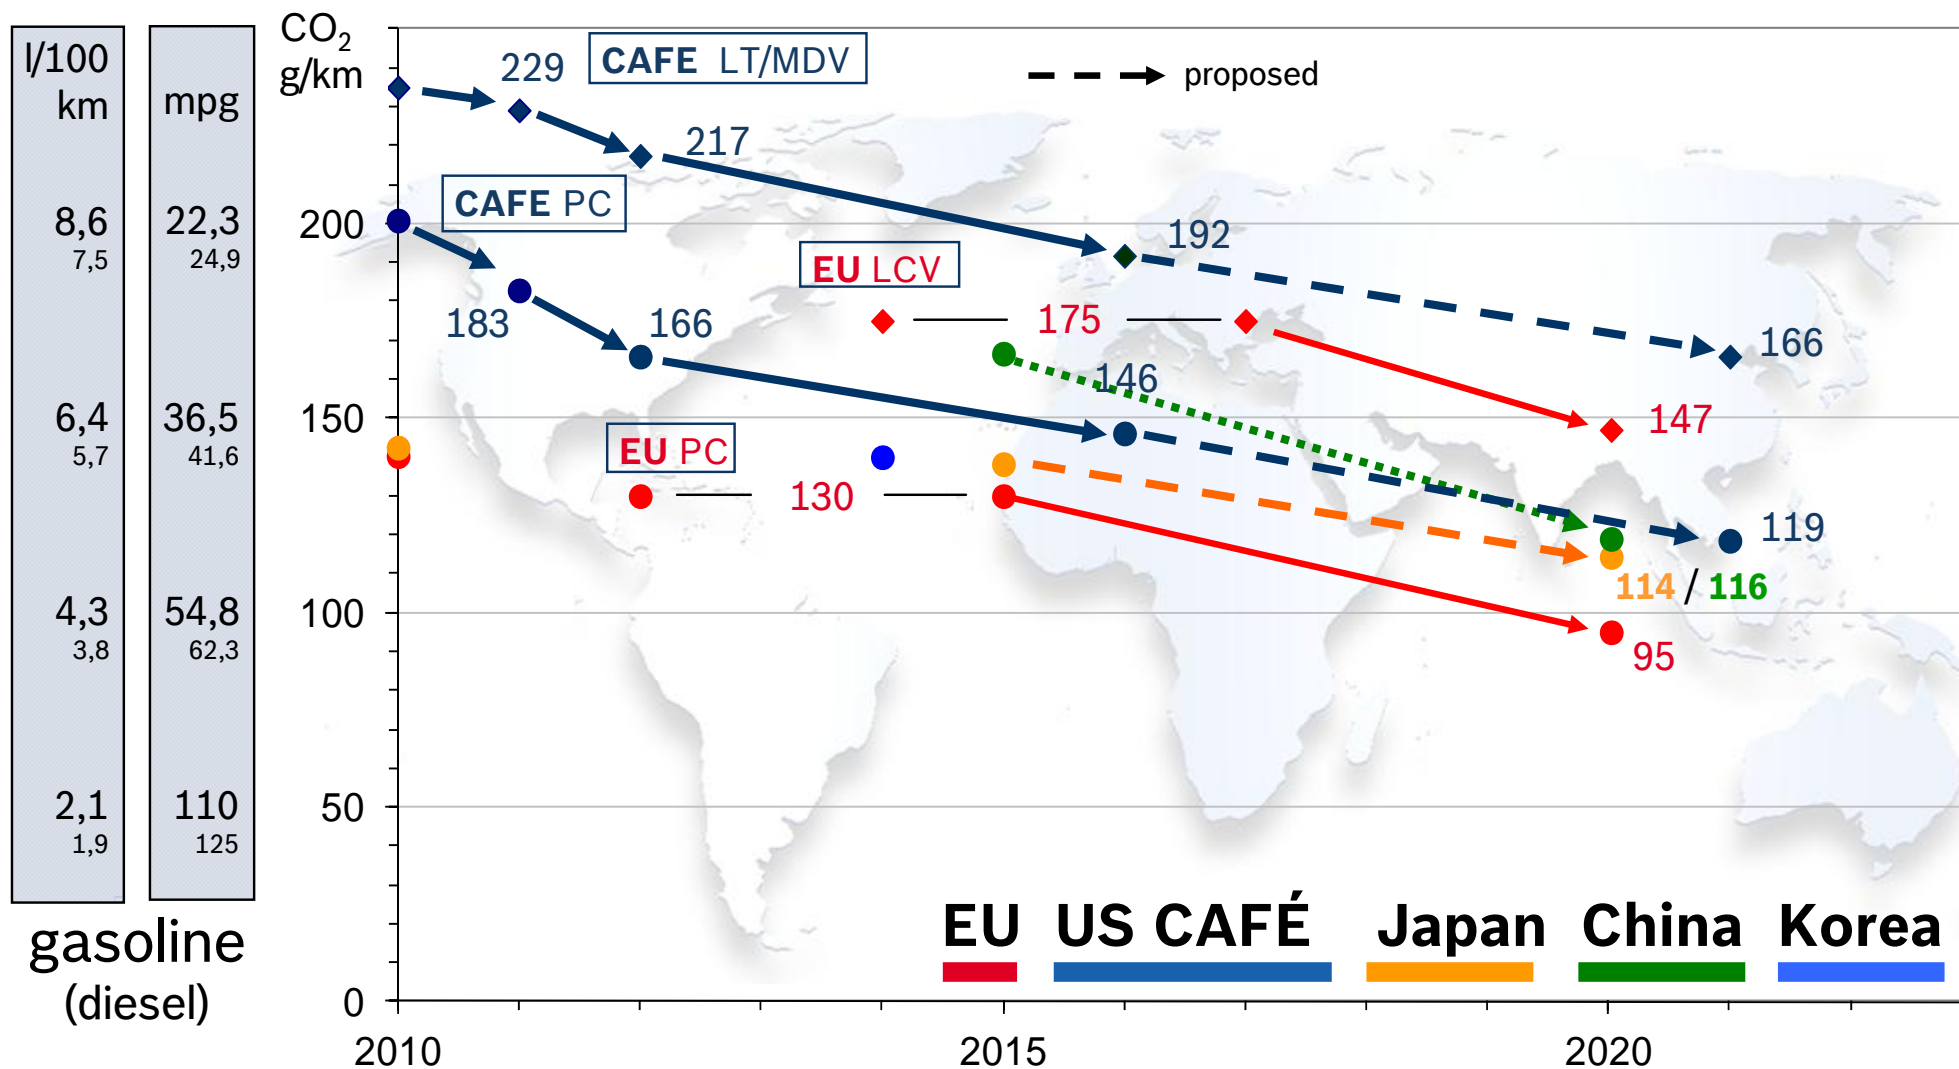 l/100
km
mpg
8,6
7,5
22,3
24,9
6,4
5,7
36,5
41,6
4,3
3,8
54,8
62,3
2,1
1,9
110
125
gasoline
(diesel)
CO₂
g/km
200
150
100
50
0
2010
2015
2020
229
CAFE LT/MDV
proposed
217
CAFE PC
192
EU LCV
183
166
175
166
146
147
EU PC
130
119
114 / 116
95
EU US CAFÉ Japan China Korea